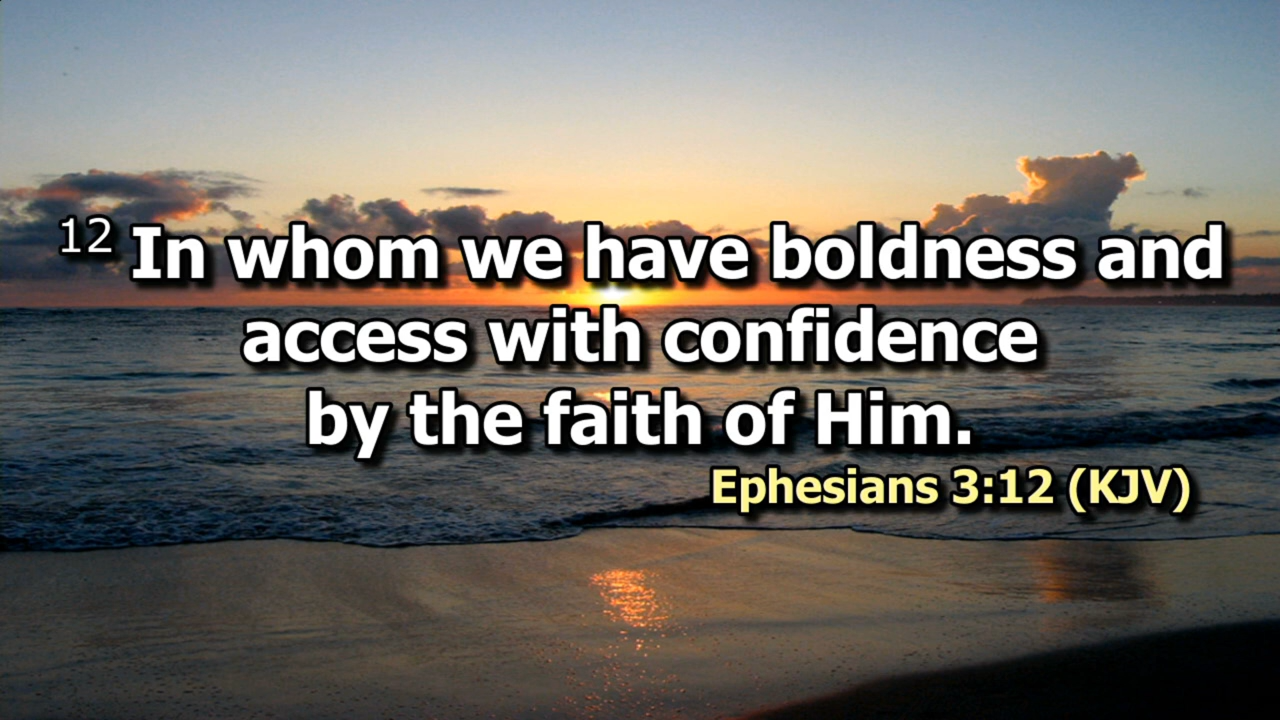 12 In whom we have boldness and
access with confidence
by the faith of Him.
Ephesians 3:12 (KJV)